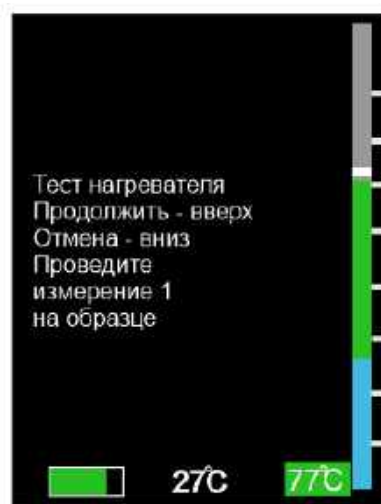 Тест нагревателя
Продолжить - вверх
Отмена - вниз
Проведите
измерение 1
на образце
27°C 77°C